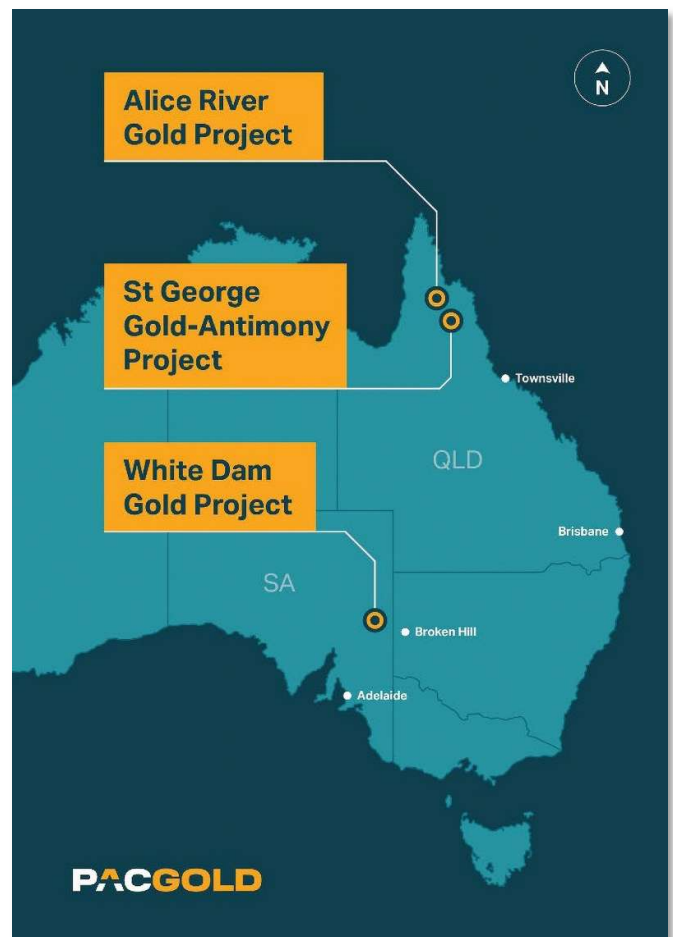 Alice River
Gold Project
N
St George
Gold-Antimony
Project
Townsville
White Dam
Gold Project
QLD
Brisbane
SA
Broken Hill
Adelaide
PACGOLD